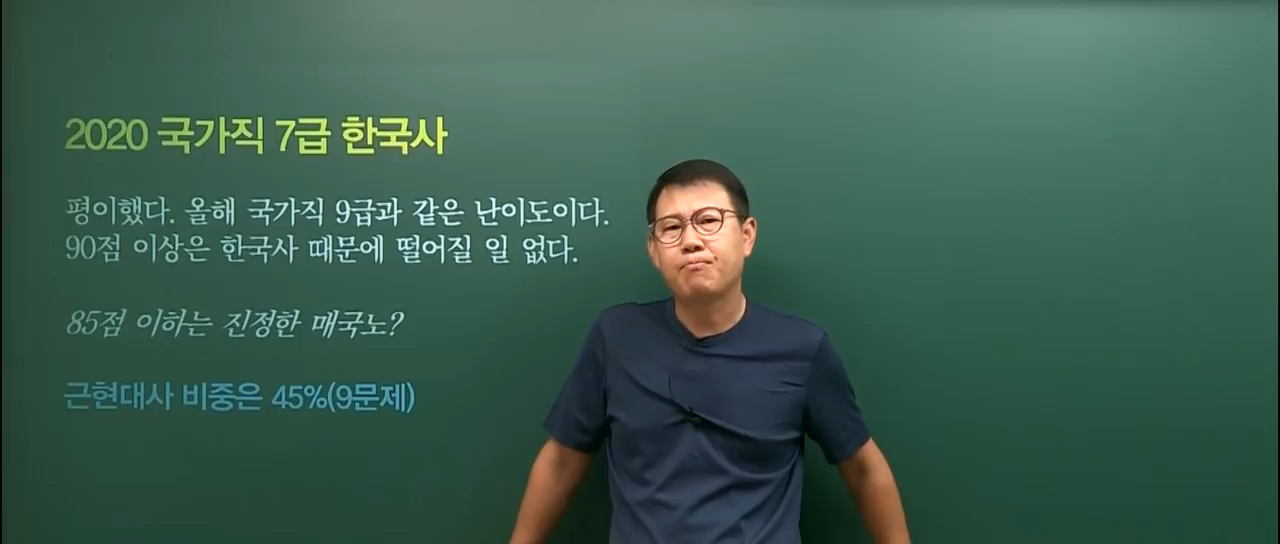 2020 국가직 7급 한국사
평이했다. 올해 국가직 9급과 같은 난이도이다.
90점 이상은 한국사 때문에 떨어질 일 없다.
85점 이하는 진정한 매국노?
근현대사 비중은 45%(9문제)